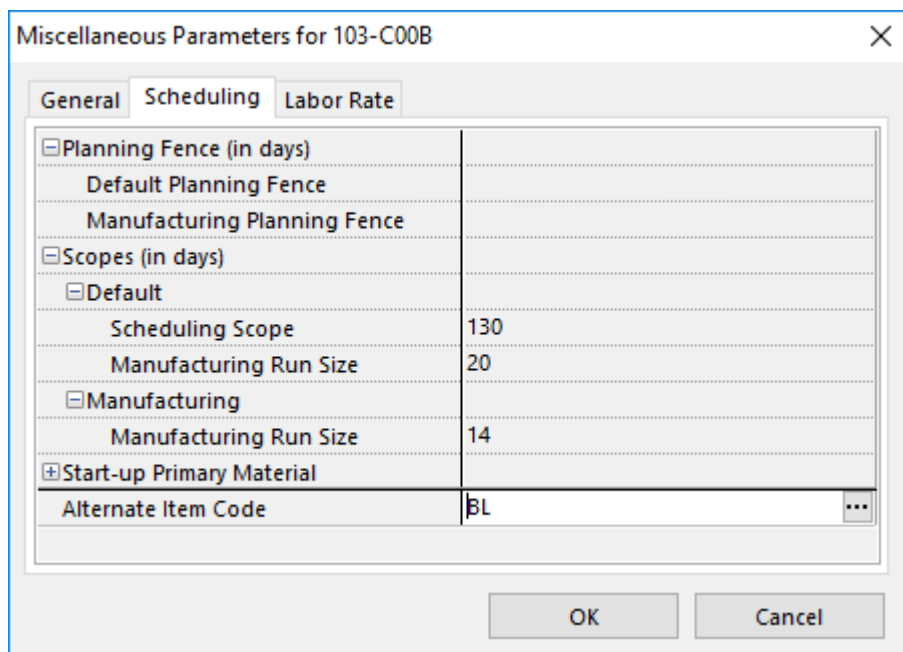 Miscellaneous Parameters for 103-C00B
General Scheduling Labor Rate
Planning Fence (in days)
Default Planning Fence
Manufacturing Planning Fence
Scopes (in days)
Default
Scheduling Scope 130
Manufacturing Run Size 20
Manufacturing
Manufacturing Run Size 14
Start-up Primary Material
Alternate Item Code BL ...
OK Cancel